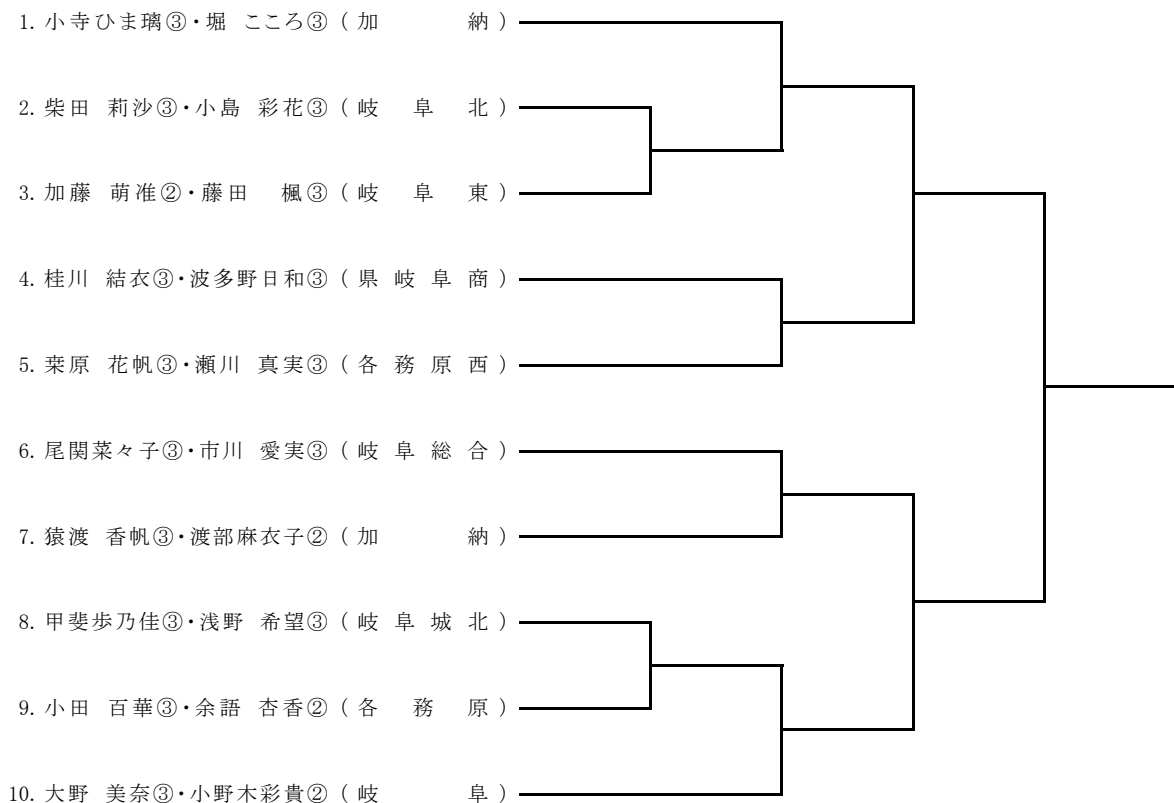 1. 小寺ひま璃③・堀 こころ③ ( 加 納 )
2. 柴田 莉沙③・小島 彩花③ ( 岐 阜 北 )
3. 加藤 萌准②・藤田 楓③ ( 岐 阜 東 )
4. 桂川 結衣③・波多野日和③ ( 県 岐 阜 商 )
5. 栞原 花帆③・瀬川 真実③ ( 各 務 原 西 )
6. 尾関菜々子③・市川 愛実③ ( 岐 阜 総 合 )
7. 猿渡 香帆③・渡部麻衣子② ( 加 納 )
8. 甲斐歩乃佳③・浅野 希望③ ( 岐 阜 城 北 )
9. 小田 百華③・余語 杏香② ( 各 務 原 )
10. 大野 美奈③・小野木彩貴② ( 岐 阜 )